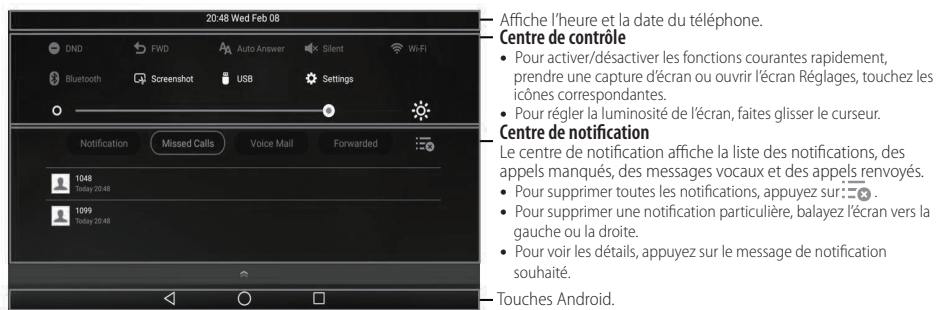 20:48 Wed Feb 08
DND
FWD
Auto Answer
Silent
Wi-Fi
Bluetooth
Screenshot
USB
Settings
Notification
Missed Calls
Voice Mail
Forwarded
1048
Today 20:48
1099
Today 20:48
Affiche l'heure et la date du téléphone.
Centre de contrôle
• Pour activer/désactiver les fonctions courantes rapidement,
prendre une capture d'écran ou ouvrir l'écran Réglages, touchez les
icônes correspondantes.
• Pour régler la luminosité de l'écran, faites glisser le curseur.
Centre de notification
Le centre de notification affiche la liste des notifications, des
appels manqués, des messages vocaux et des appels renvoyés.
• Pour supprimer toutes les notifications, appuyez sur .
• Pour supprimer une notification particulière, balayez l'écran vers la
gauche ou la droite.
• Pour voir les détails, appuyez sur le message de notification
souhaité.
Touches Android.